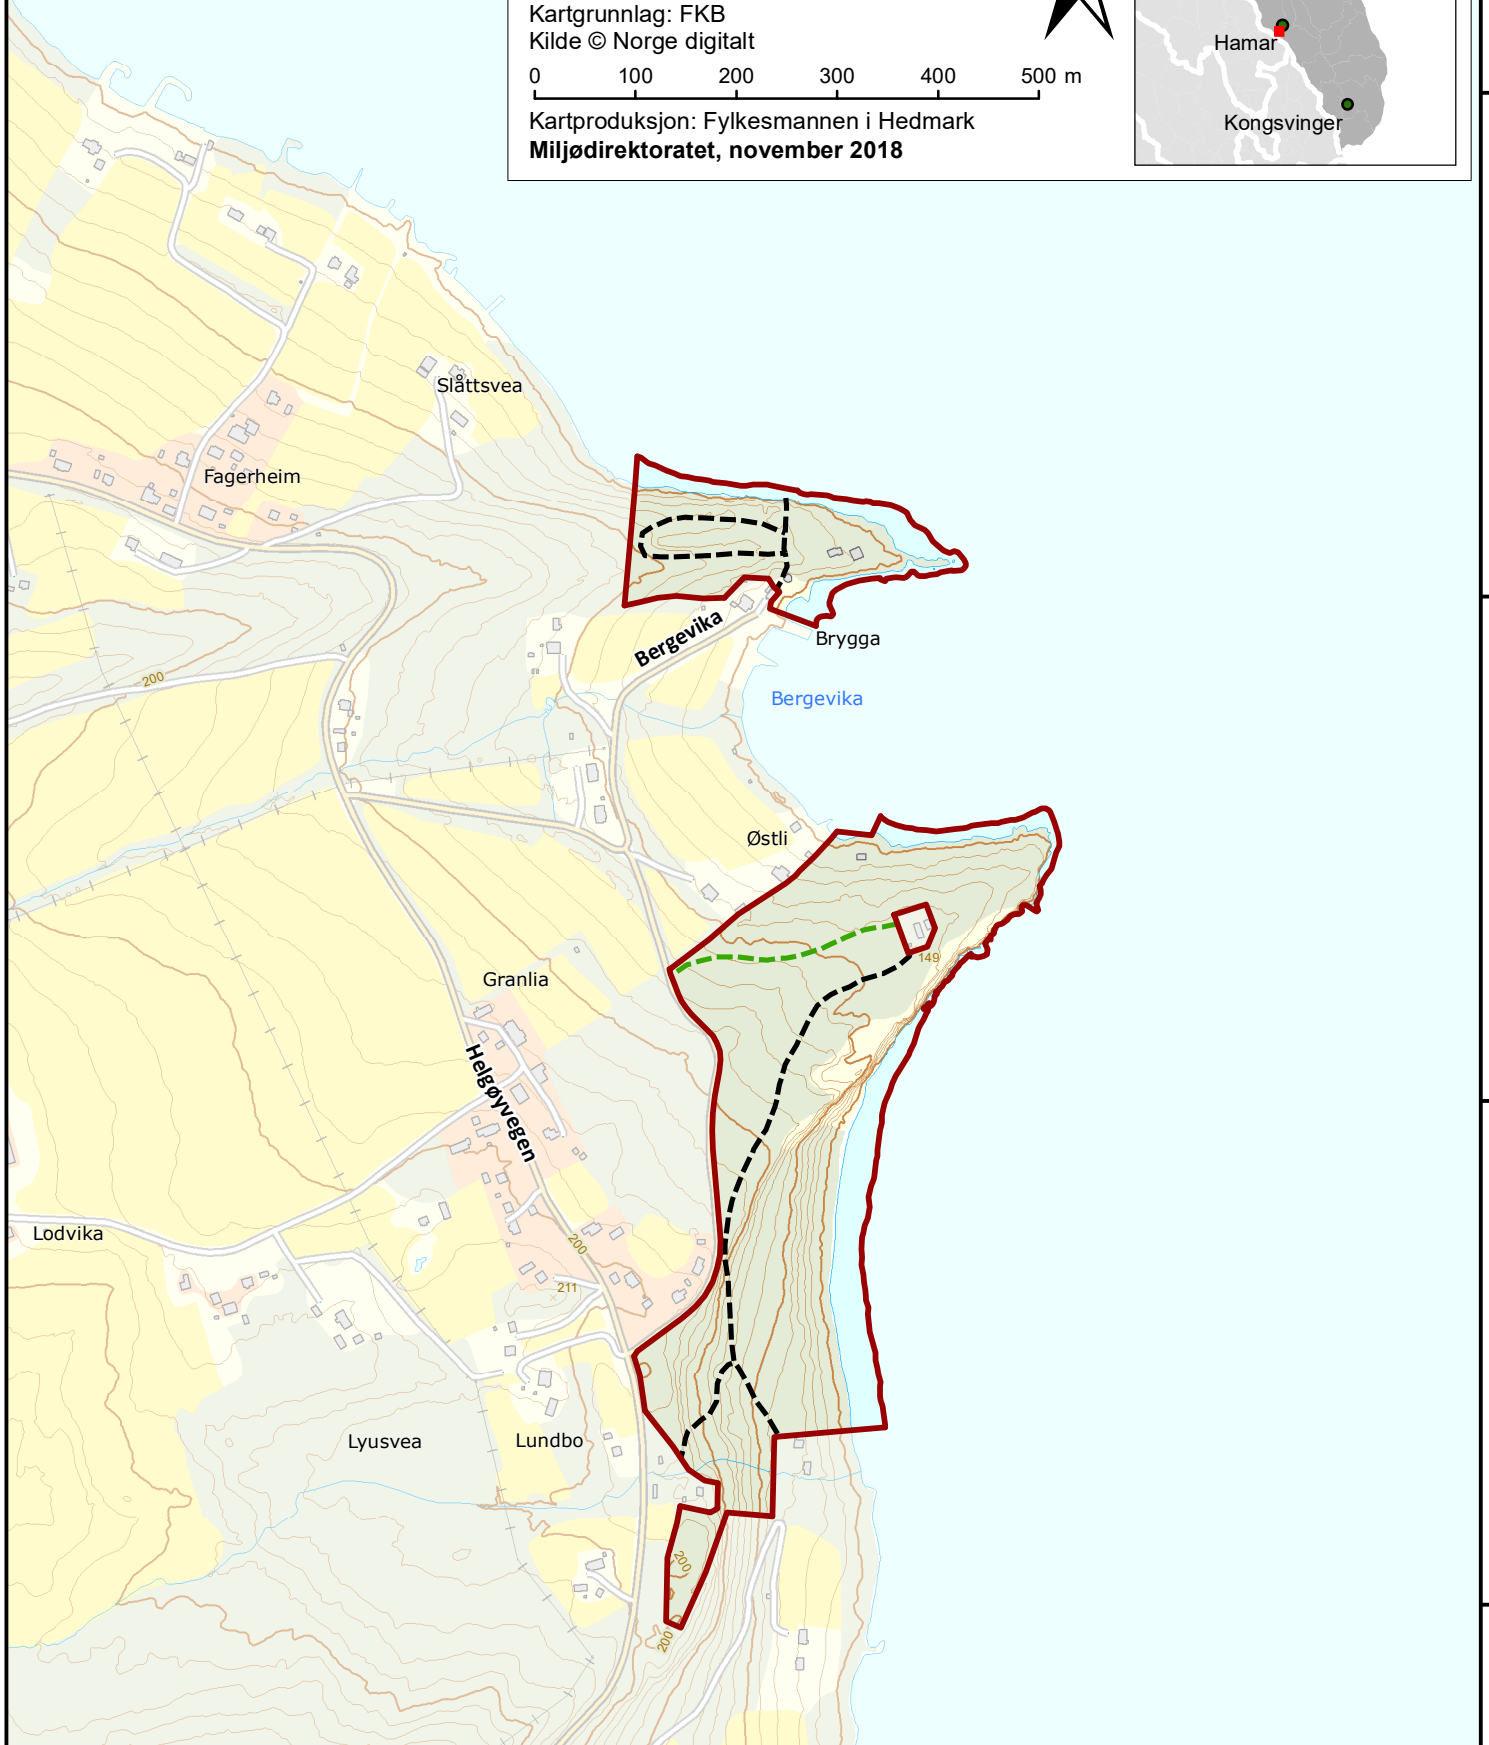 Kartgrunnlag: FKB
Kilde © Norge digitalt
0 100 200 300 400 500 m
Kartproduksjon: Fylkesmannen i Hedmark
Miljødirektoratet, november 2018
Hamar
Kongsvinger
Slåttsvea
Fagerheim
Bergevika
Brygga
200
Bergevika
Østli
149
Granlia
Helgøyvegen
Lodvika
200
211
Lyusvea
Lundbo
200
200